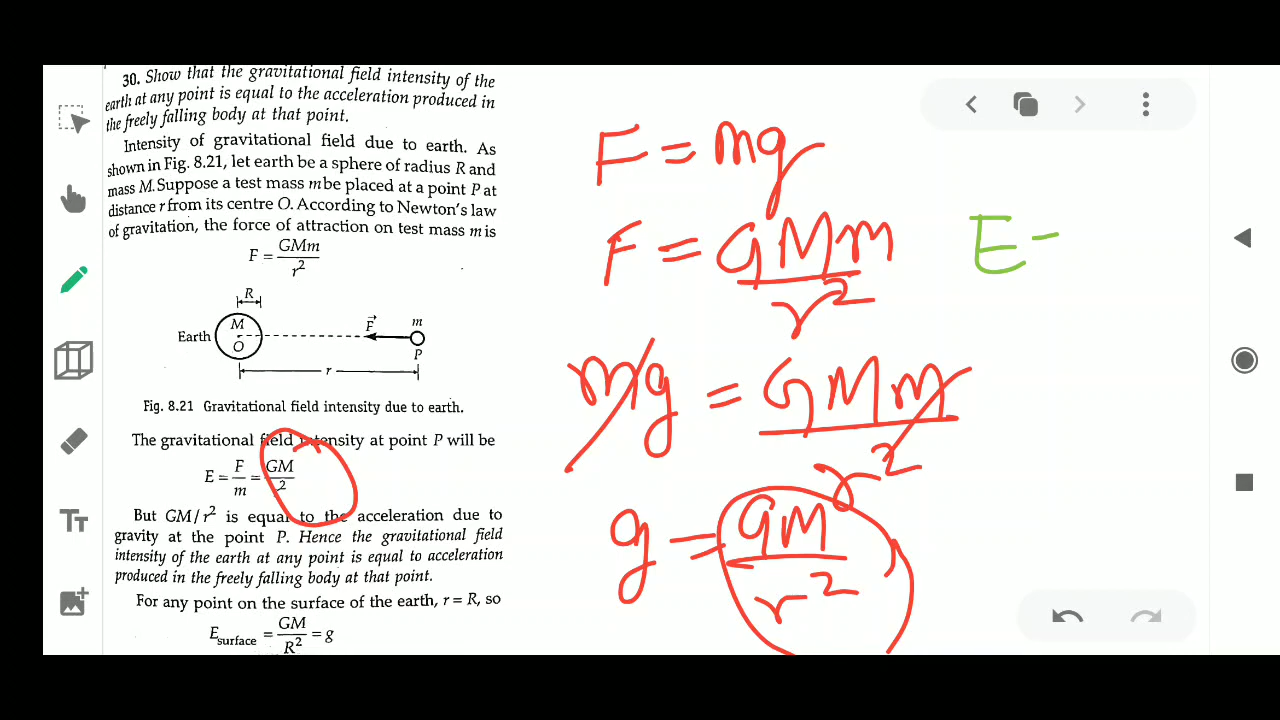 30. Show that the gravitational field intensity of the
earth at any point is equal to the acceleration produced in
the freely falling body at that point.
Intensity of gravitational field due to earth. As
shown in Fig. 8.21, let earth be a sphere of radius R and
mass M. Suppose a test mass m be placed at a point P at
distance r from its centre O. According to Newton's law
of gravitation, the force of attraction on test mass m is
F = GMm / r²
R
Earth
M
O
F⃗
m
P
r
Fig. 8.21 Gravitational field intensity due to earth.
The gravitational field intensity at point P will be
E = F/m = GM/r²
But GM/r² is equal to the acceleration due to
gravity at the point P. Hence the gravitational field
intensity of the earth at any point is equal to acceleration
produced in the freely falling body at that point.
For any point on the surface of the earth, r = R, so
E surface = GM/R² = g
F = mg
F = GMm / r²
E -
mg = GMm / r²
g = GM / r²
Tт